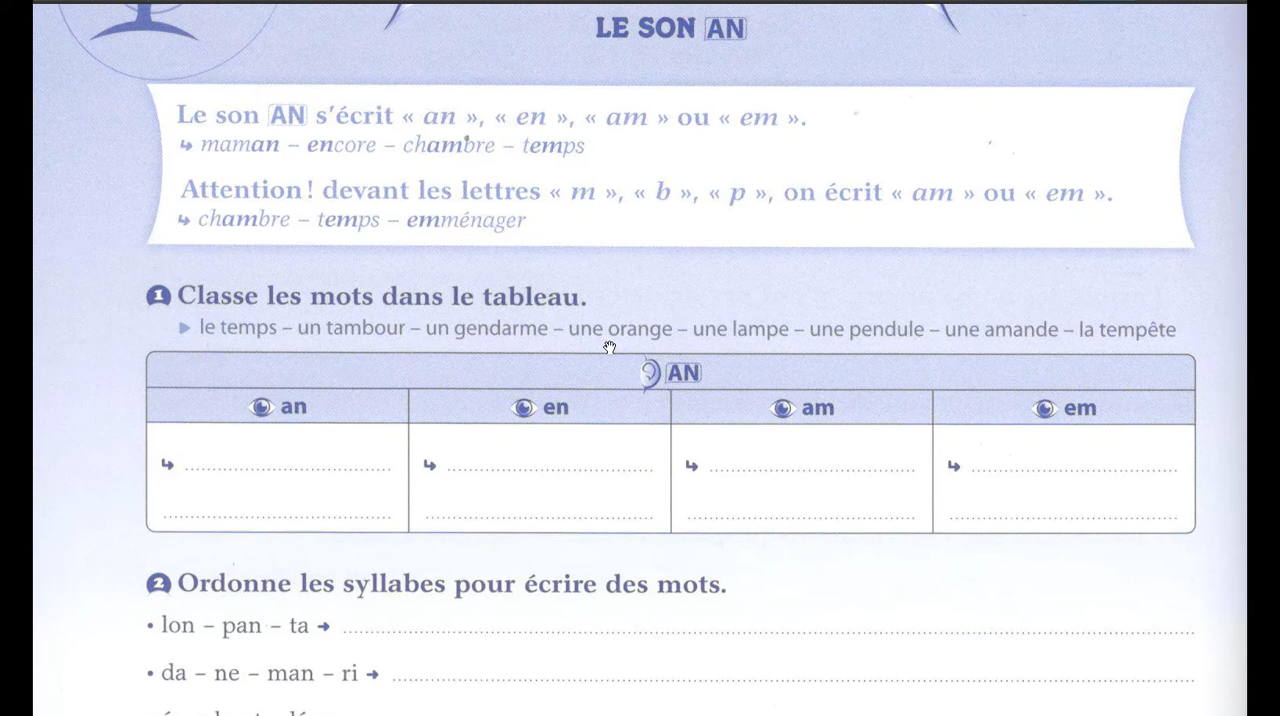 LE SON AN
Le son AN s'écrit « an », « en », « am » ou « em ».
↳ maman – encore – chambre – temps
Attention ! devant les lettres « m », « b », « p », on écrit « am » ou « em ».
↳ chambre – temps – emménager
1 Classe les mots dans le tableau.
▶ le temps – un tambour – un gendarme – une orange – une lampe – une pendule – une amande – la tempête
AN
an en am em
2 Ordonne les syllabes pour écrire des mots.
• lon – pan – ta ➜
• da – ne – man – ri ➜